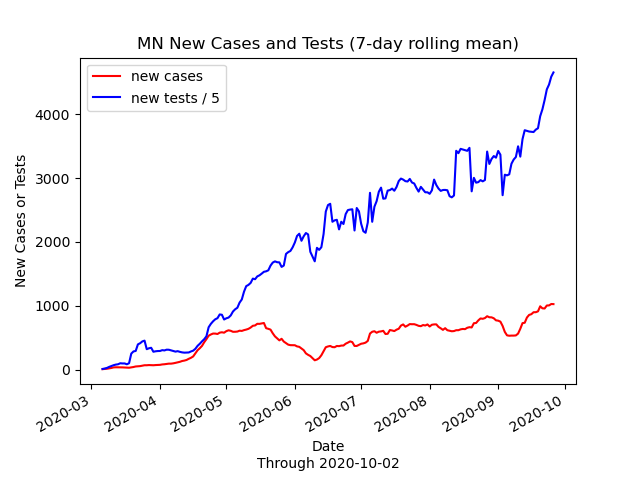 MN New Cases and Tests (7-day rolling mean)
new cases
new tests / 5
New Cases or Tests
4000
3000
2000
1000
0
2020-03
2020-04
2020-05
2020-06
2020-07
2020-08
2020-09
2020-10
Date
Through 2020-10-02